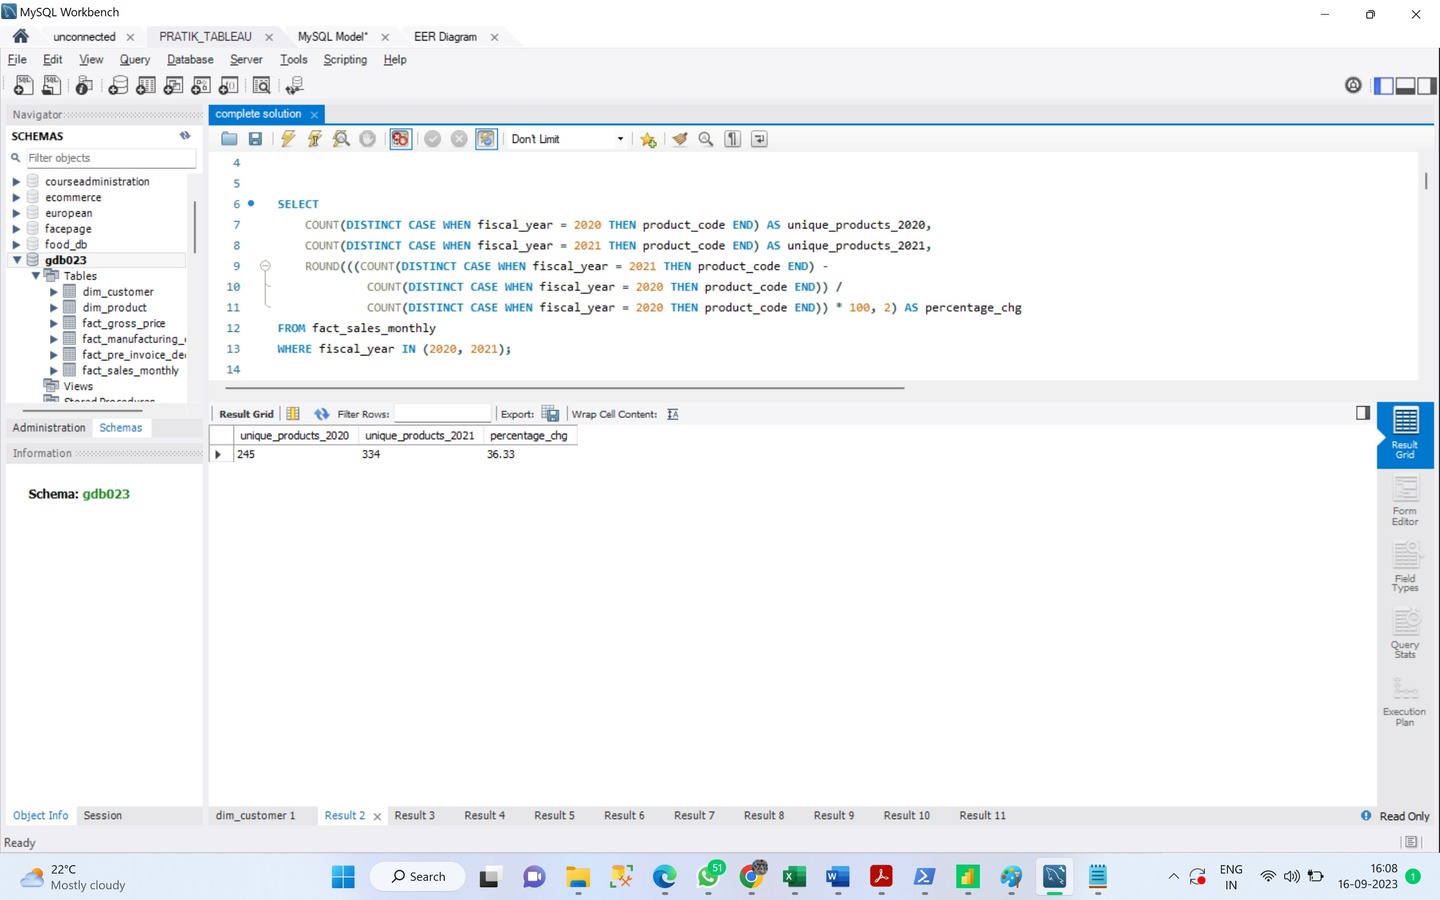 MySQL Workbench
unconnected
PRATIK_TABLEAU
MySQL Model*
EER Diagram
File Edit View Query Database Server Tools Scripting Help
Navigator
SCHEMAS
Filter objects
courseadministration
ecommerce
european
facepage
food_db
gdb023
Tables
dim_customer
dim_product
fact_gross_price
fact_manufacturing_
fact_pre_invoice_de
fact_sales_monthly
Views
Stored Procedures
Administration Schemas
Information
Schema: gdb023
Object Info Session
Ready
complete solution
Don't Limit
4
5
6 SELECT
7 COUNT(DISTINCT CASE WHEN fiscal_year = 2020 THEN product_code END) AS unique_products_2020,
8 COUNT(DISTINCT CASE WHEN fiscal_year = 2021 THEN product_code END) AS unique_products_2021,
9 ROUND(((COUNT(DISTINCT CASE WHEN fiscal_year = 2021 THEN product_code END) -
10 COUNT(DISTINCT CASE WHEN fiscal_year = 2020 THEN product_code END)) /
11 COUNT(DISTINCT CASE WHEN fiscal_year = 2020 THEN product_code END)) * 100, 2) AS percentage_chg
12 FROM fact_sales_monthly
13 WHERE fiscal_year IN (2020, 2021);
14
Result Grid Filter Rows: Export: Wrap Cell Content:
unique_products_2020 unique_products_2021 percentage_chg
245 334 36.33
Result Grid
Form Editor
Field Types
Query Stats
Execution Plan
dim_customer 1 Result 2 Result 3 Result 4 Result 5 Result 6 Result 7 Result 8 Result 9 Result 10 Result 11
Read Only
22°C
Mostly cloudy
Search
51
ENG
IN
16:08
16-09-2023
1